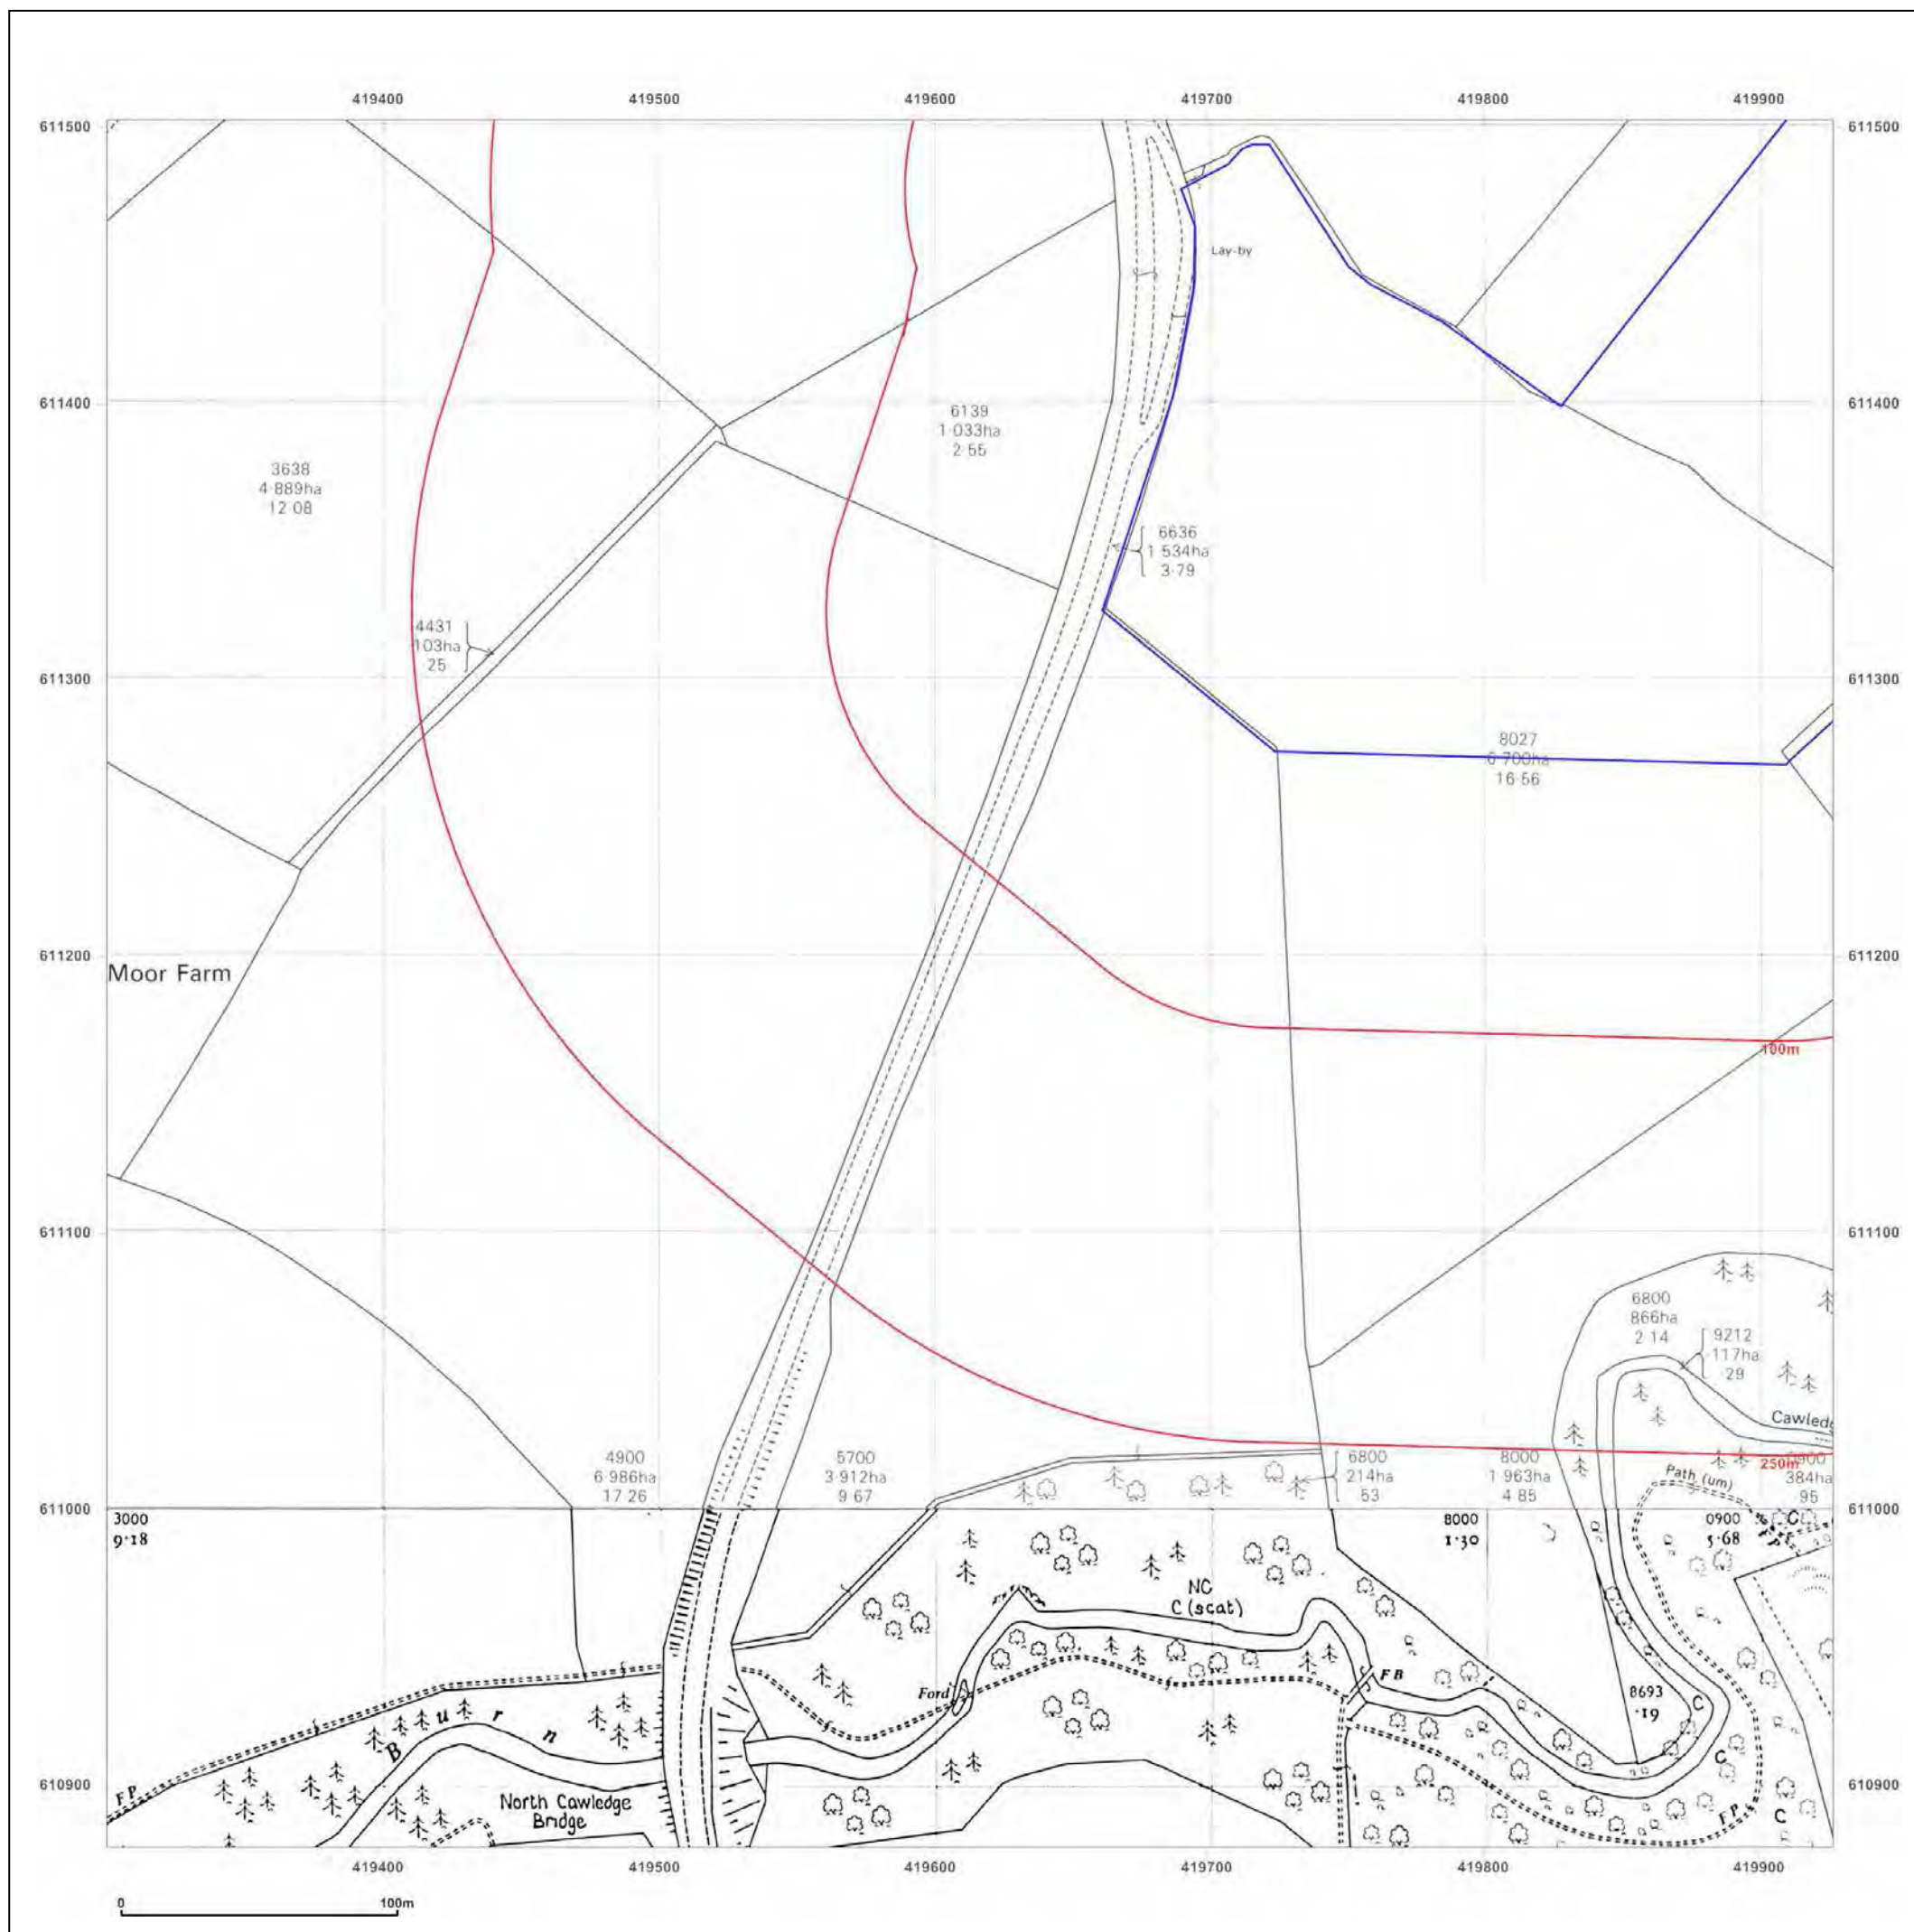 419400 419500 419600 419700 419800 419900
611500 611500
Lay-by
611400 611400
6139
1·033ha
2·55
3638
4·889ha
12·08
6636
1·534ha
3·79
4431
·103ha
·25
611300 611300
8027
6·700ha
16·56
611200 611200
Moor Farm
100m
611100 611100
6800
·866ha
2·14
9212
·117ha
·29
Cawled
4900
6·986ha
17·26
5700
3·912ha
9·67
6800
·214ha
·53
8000
1·963ha
4·85
250m
·384ha
·95
Path (um)
611000 611000
3000
9·18
8000
1·30
0900
5·68
C
NC
C (scat)
FB
Ford
8693
·19
C
Burn
C
610900 610900
FP
FP
C
North Cawledge
Bridge
419400 419500 419600 419700 419800 419900
0 100m